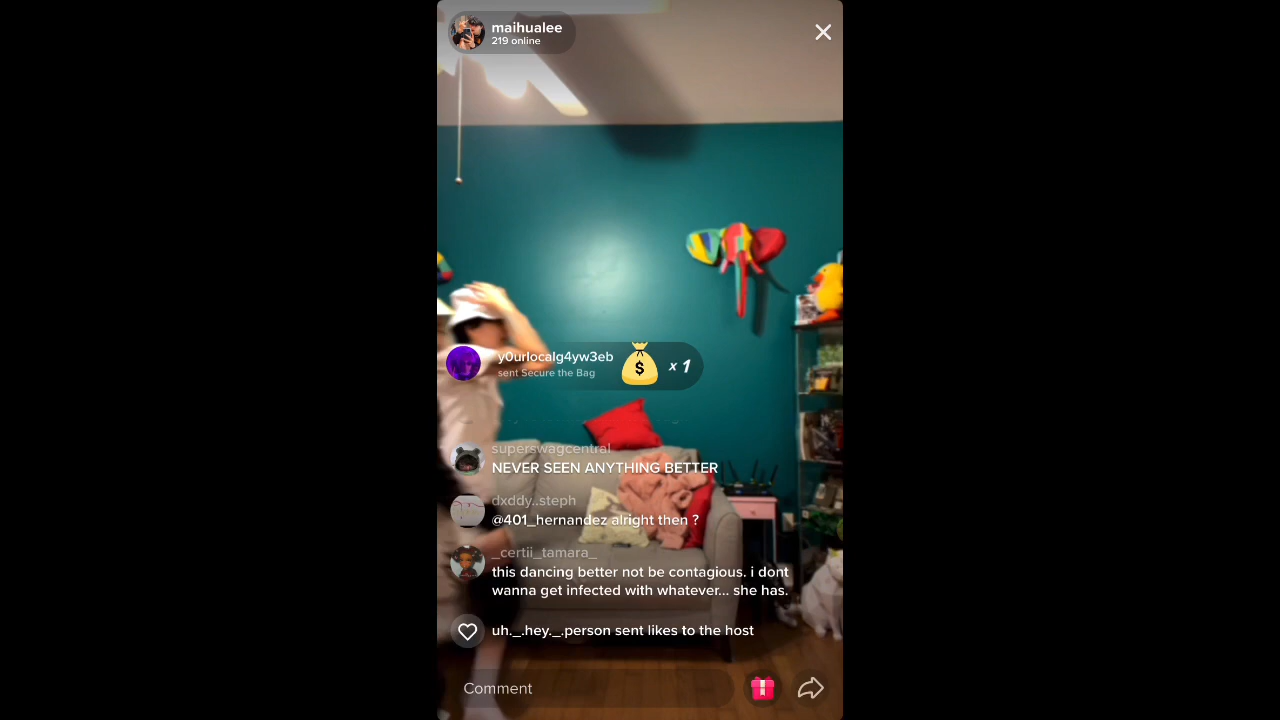 maihualee
219 online
y0urlocalg4yw3eb
sent Secure the Bag
$
x 1
superswagcentral
NEVER SEEN ANYTHING BETTER
dxddy..steph
@401_hernandez alright then ?
_certii_tamara_
this dancing better not be contagious. i dont
wanna get infected with whatever... she has.
uh._.hey._.person sent likes to the host
Comment